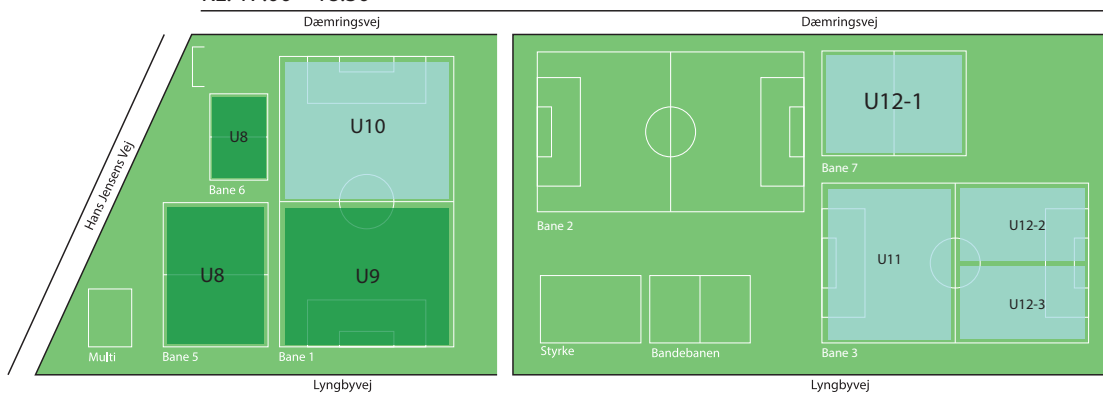 Dæmringsvej
Dæmringsvej
Hans Jensens Vej
U8
Bane 6
U10
U8
U9
Multi
Bane 5
Bane 1
Lyngbyvej
Bane 2
U12-1
Bane 7
U11
U12-2
U12-3
Styrke
Bandebanen
Bane 3
Lyngbyvej